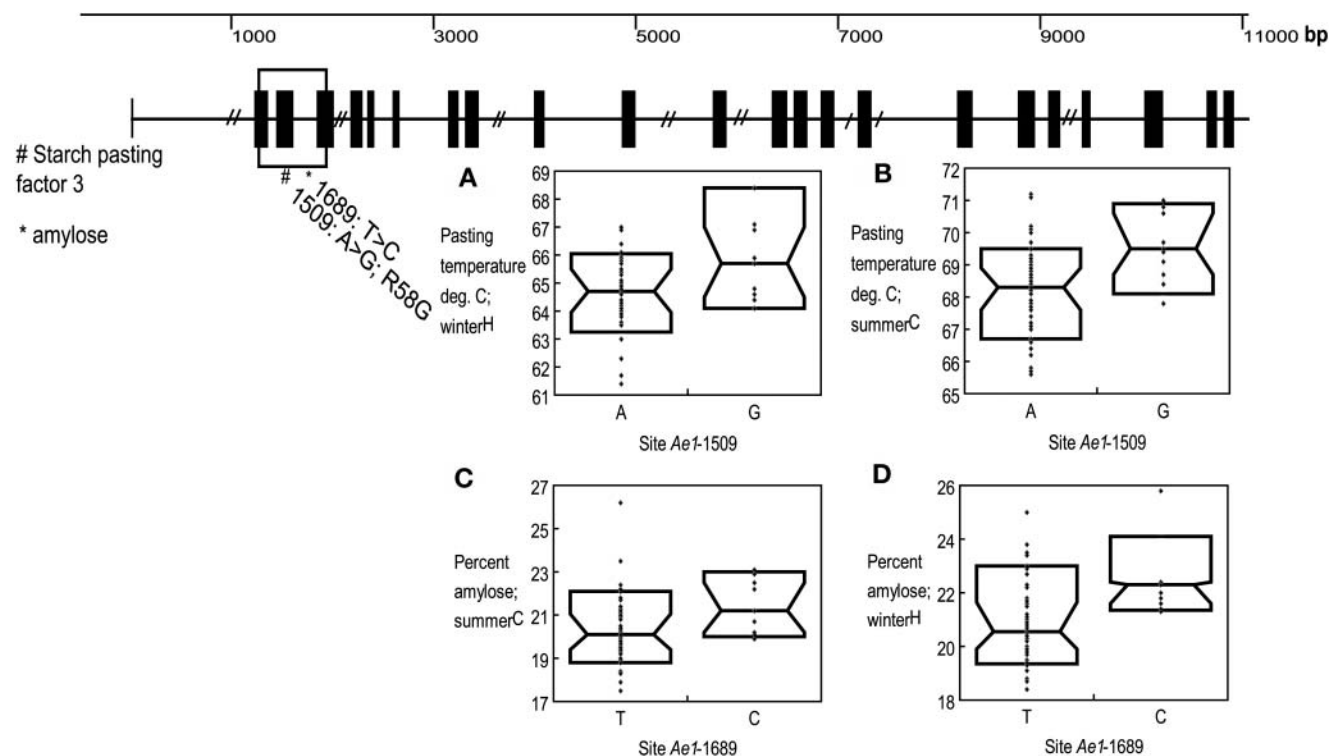 1000 3000 5000 7000 9000 11000 bp
# Starch pasting
factor 3
* amylose
# * 1689: T>C
1509: A>G; R58G
A
Pasting
temperature
deg. C;
winterH
69
68
67
66
65
64
63
62
61
A G
Site Ae1-1509
B
Pasting
temperature
deg. C;
summerC
72
71
70
69
68
67
66
65
A G
Site Ae1-1509
C
Percent
amylose;
summerC
27
25
23
21
19
17
T C
Site Ae1-1689
D
Percent
amylose;
winterH
26
24
22
20
18
T C
Site Ae1-1689